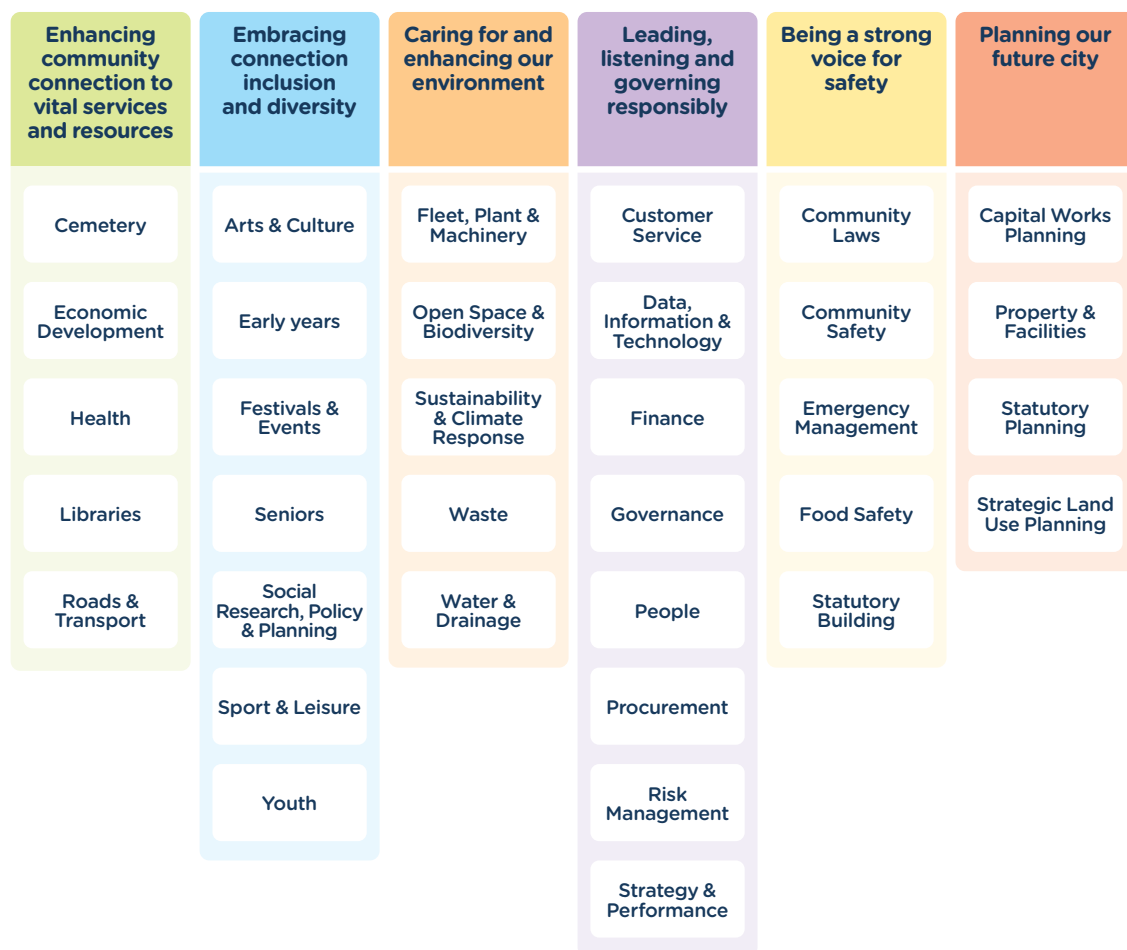 Enhancing
community
connection to
vital services
and resources
Cemetery
Economic
Development
Health
Libraries
Roads &
Transport
Embracing
connection
inclusion
and diversity
Arts & Culture
Early years
Festivals &
Events
Seniors
Social
Research, Policy
& Planning
Sport & Leisure
Youth
Caring for and
enhancing our
environment
Fleet, Plant &
Machinery
Open Space &
Biodiversity
Sustainability
& Climate
Response
Waste
Water &
Drainage
Leading,
listening and
governing
responsibly
Customer
Service
Data,
Information &
Technology
Finance
Governance
People
Procurement
Risk
Management
Strategy &
Performance
Being a strong
voice for
safety
Community
Laws
Community
Safety
Emergency
Management
Food Safety
Statutory
Building
Planning our
future city
Capital Works
Planning
Property &
Facilities
Statutory
Planning
Strategic Land
Use Planning